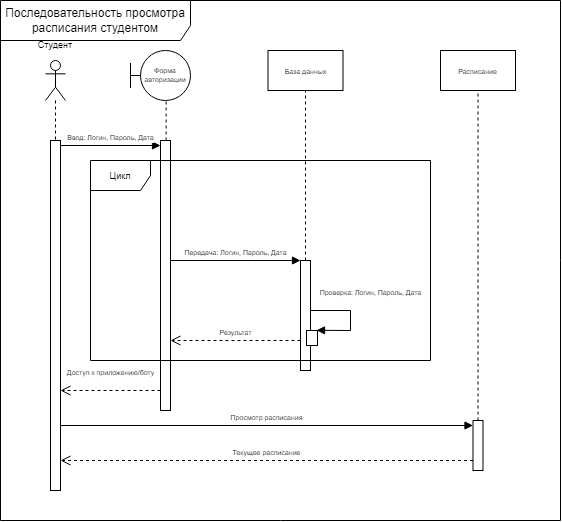 Последовательность просмотра
расписания студентом
Студент
Форма
авторизации
База данных
Расписание
Ввод: Логин, Пароль, Дата
Цикл
Передача: Логин, Пароль, Дата
Проверка: Логин, Пароль, Дата
Результат
Доступ к приложению/боту
Просмотр расписания
Текущее расписание